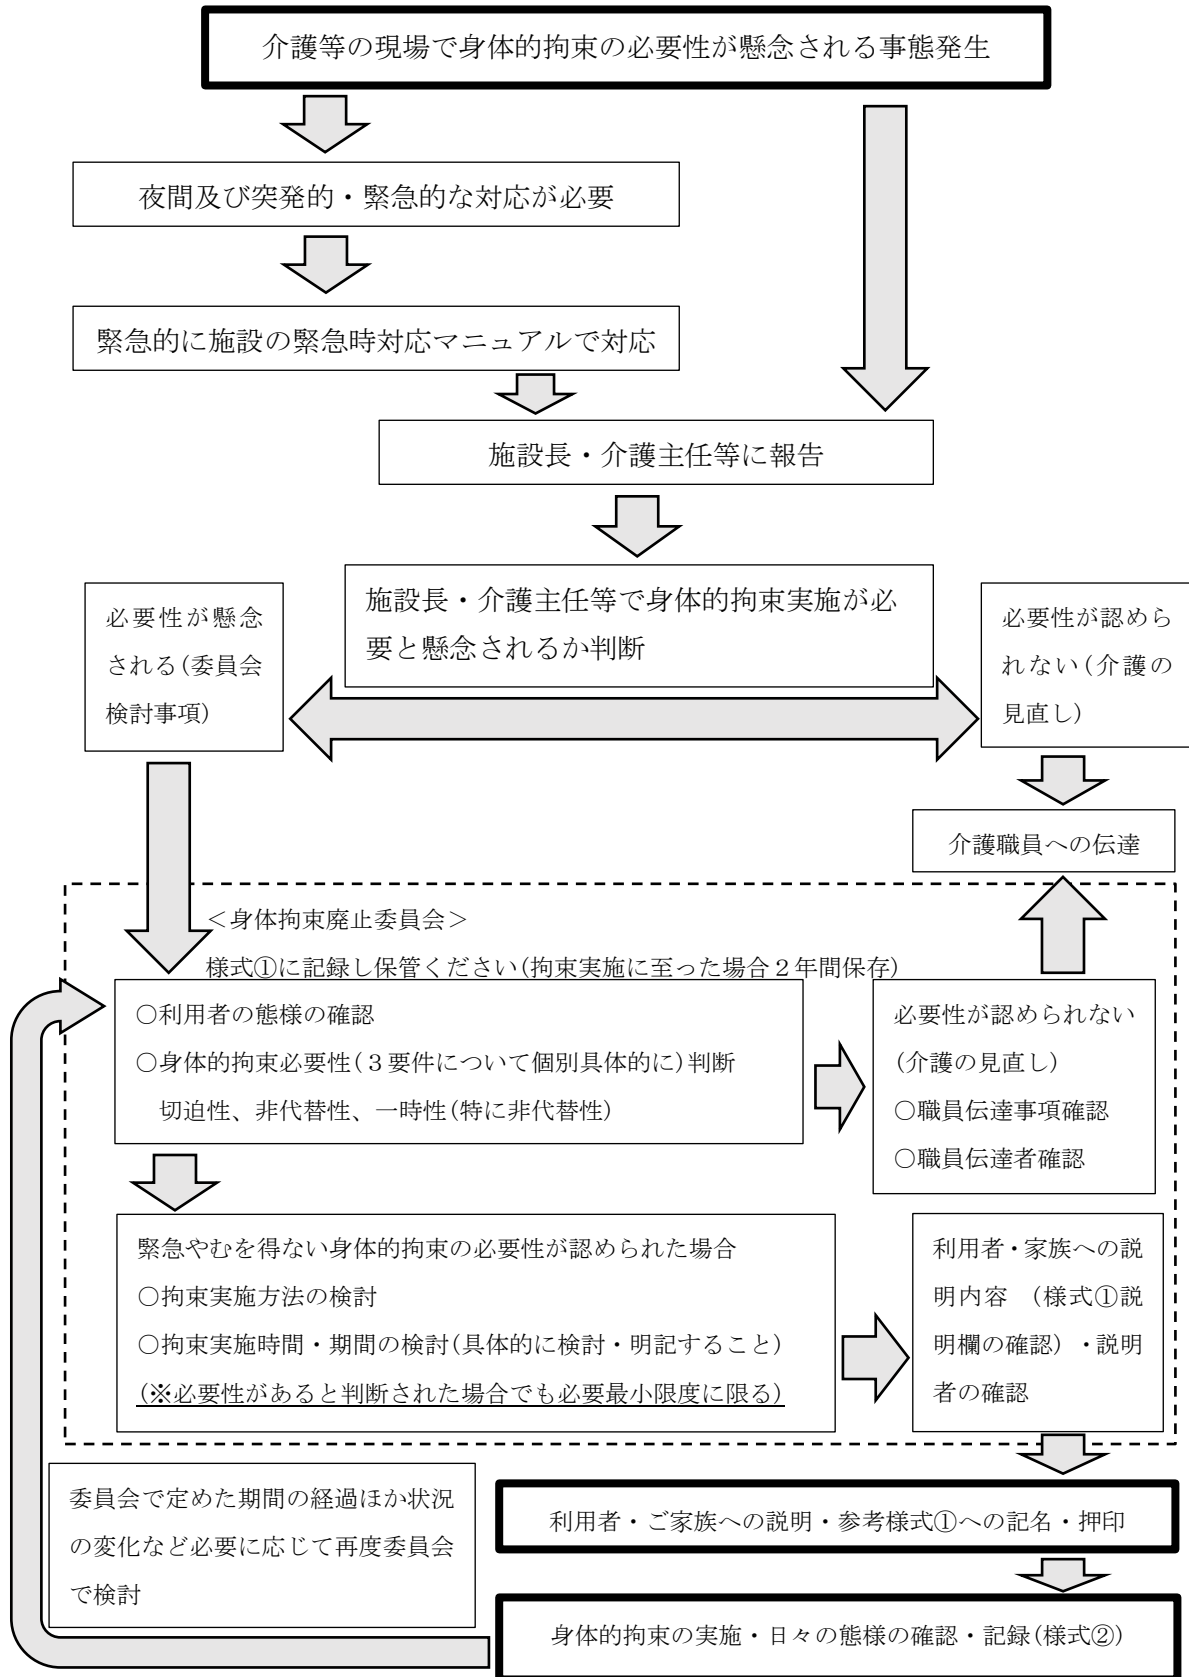 介護等の現場で身体的拘束の必要性が懸念される事態発生
夜間及び突発的・緊急的な対応が必要
緊急的に施設の緊急時対応マニュアルで対応
施設長・介護主任等に報告
施設長・介護主任等で身体的拘束実施が必
要と懸念されるか判断
必要性が懸念
される(委員会
検討事項)
必要性が認めら
れない(介護の
見直し)
介護職員への伝達
＜身体拘束廃止委員会＞
様式①に記録し保管ください(拘束実施に至った場合２年間保存)
○利用者の態様の確認
○身体的拘束必要性(３要件について個別具体的に)判断
切迫性、非代替性、一時性(特に非代替性)
必要性が認められない
(介護の見直し)
○職員伝達事項確認
○職員伝達者確認
緊急やむを得ない身体的拘束の必要性が認められた場合
○拘束実施方法の検討
○拘束実施時間・期間の検討(具体的に検討・明記すること)
(※必要性があると判断された場合でも必要最小限度に限る)
利用者・家族への説
明内容 (様式①説
明欄の確認) ・説明
者の確認
利用者・ご家族への説明・参考様式①への記名・押印
委員会で定めた期間の経過ほか状況
の変化など必要に応じて再度委員会
で検討
身体的拘束の実施・日々の態様の確認・記録(様式②)